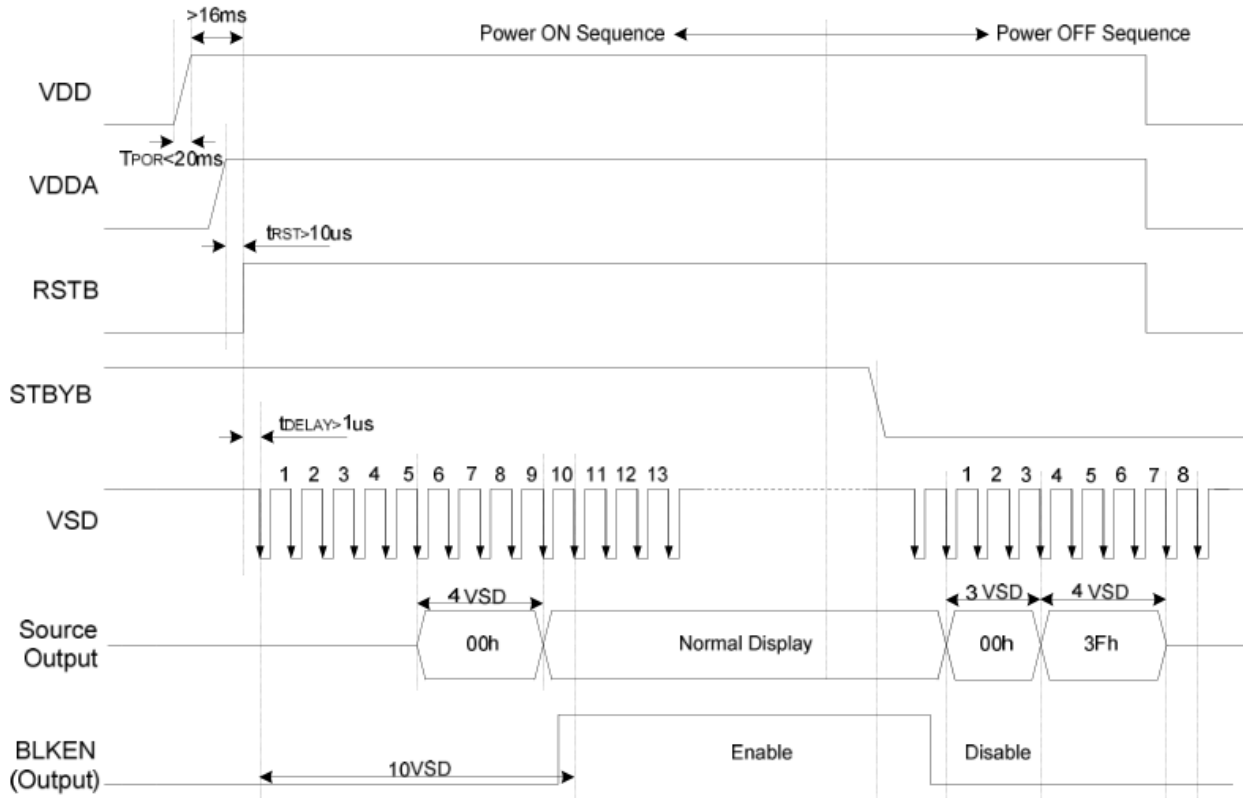 >16ms
Power ON Sequence
Power OFF Sequence
VDD
TPOR<20ms
VDDA
tRST>10us
RSTB
STBYB
tDELAY>1us
1 2 3 4 5 6 7 8 9 10 11 12 13
1 2 3 4 5 6 7 8
VSD
4 VSD
3 VSD
4 VSD
Source
Output
00h
Normal Display
00h
3Fh
BLKEN
(Output)
10VSD
Enable
Disable